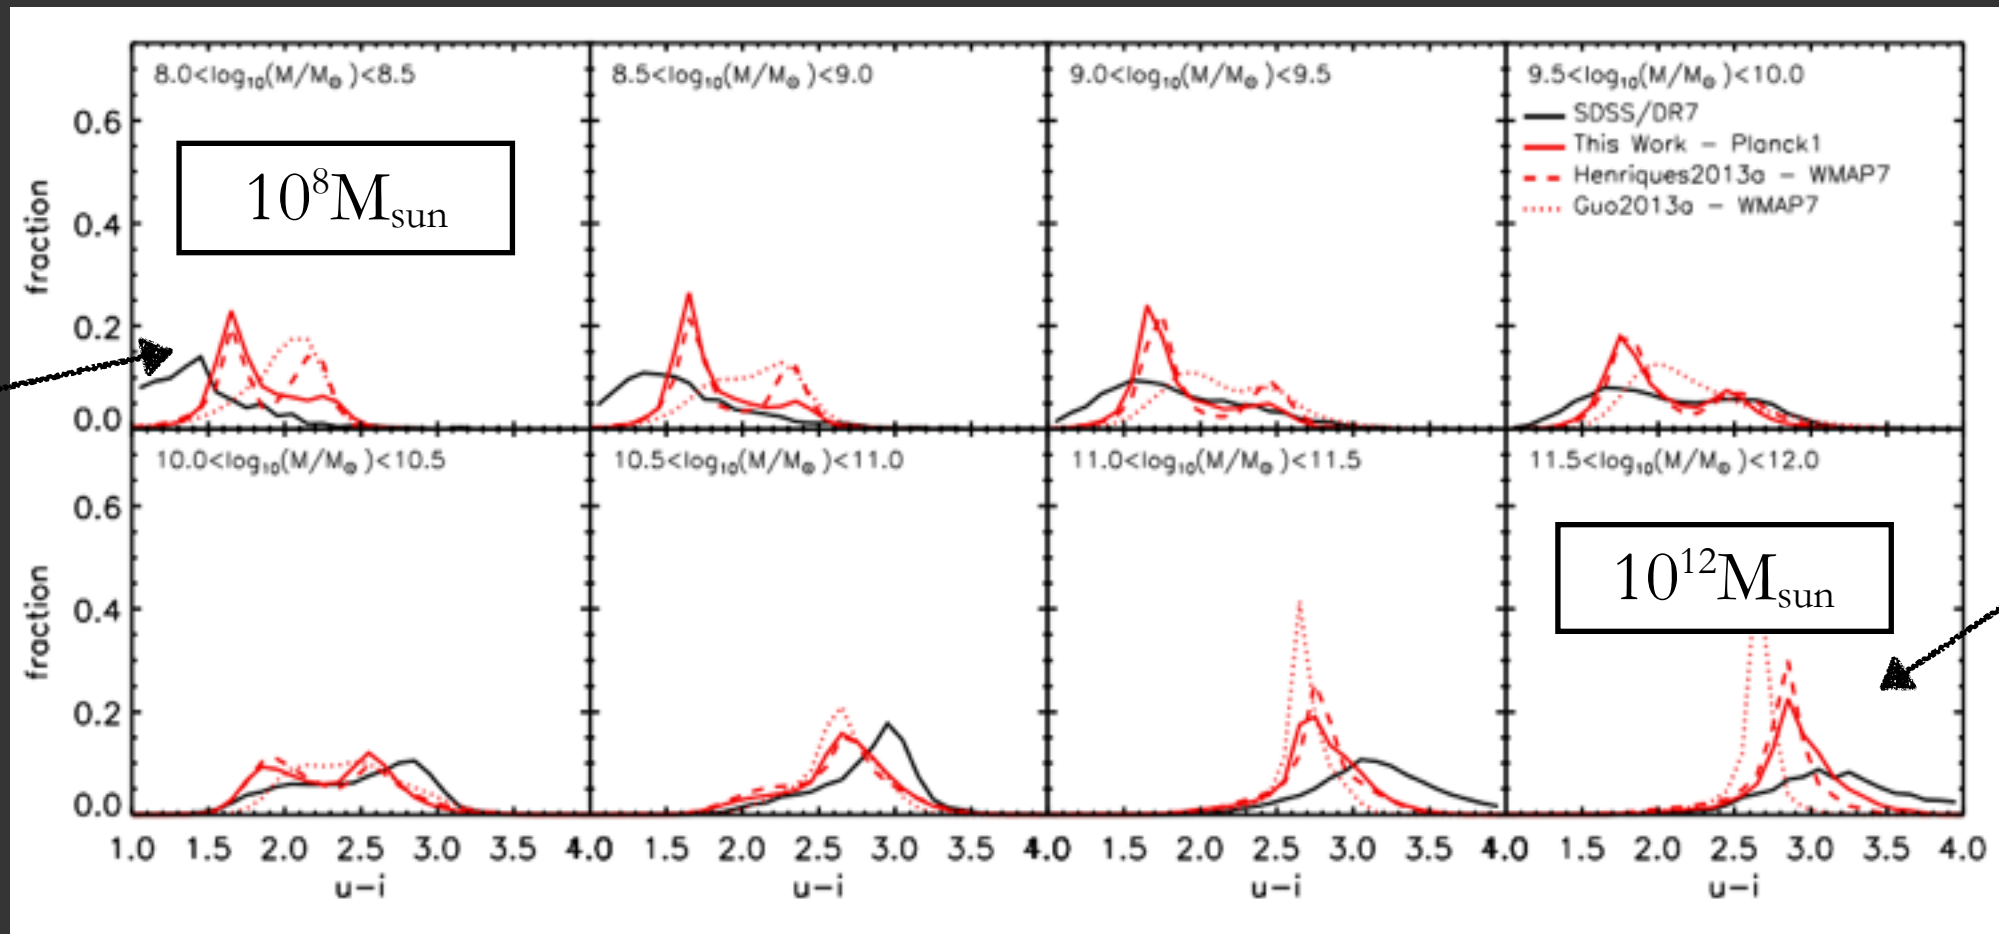 8.0<log₁₀(M/M☉)<8.5
8.5<log₁₀(M/M☉)<9.0
9.0<log₁₀(M/M☉)<9.5
9.5<log₁₀(M/M☉)<10.0
SDSS/DR7
This Work – Planck1
Henriques2013a – WMAP7
Guo2013a – WMAP7
10⁸M_sun
fraction
0.6
0.4
0.2
0.0
10.0<log₁₀(M/M☉)<10.5
10.5<log₁₀(M/M☉)<11.0
11.0<log₁₀(M/M☉)<11.5
11.5<log₁₀(M/M☉)<12.0
10¹²M_sun
fraction
0.6
0.4
0.2
0.0
1.0 1.5 2.0 2.5 3.0 3.5 4.0 1.5 2.0 2.5 3.0 3.5 4.0 1.5 2.0 2.5 3.0 3.5 4.0 1.5 2.0 2.5 3.0 3.5 4.0
u–i u–i u–i u–i